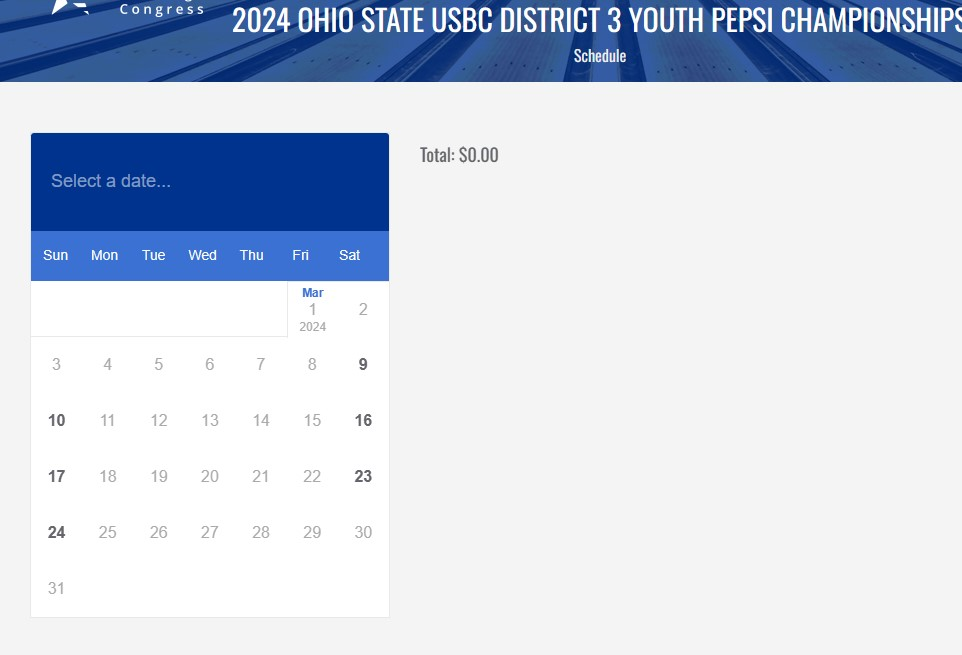 Congress
2024 OHIO STATE USBC DISTRICT 3 YOUTH PEPSI CHAMPIONSHIPS
Schedule
Select a date...
Total: $0.00
Sun Mon Tue Wed Thu Fri Sat
Mar
1 2
2024
3 4 5 6 7 8 9
10 11 12 13 14 15 16
17 18 19 20 21 22 23
24 25 26 27 28 29 30
31